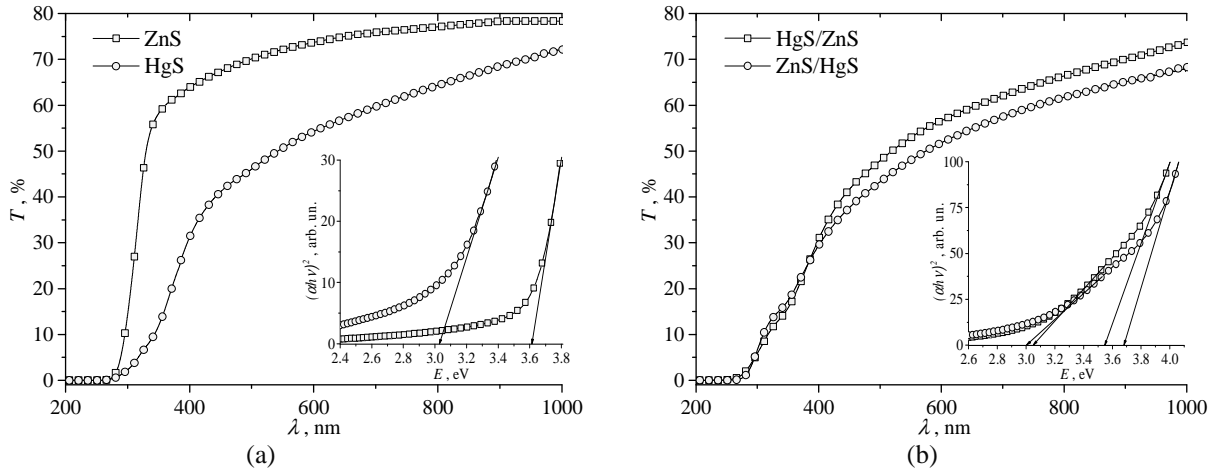 80
70
60
50
40
30
20
10
0
T, %
ZnS
HgS
30
20
10
0
(αhν)², arb. un.
2.4 2.6 2.8 3.0 3.2 3.4 3.6 3.8
E, eV
200 400 600 800 1000
λ, nm
(a)
80
70
60
50
40
30
20
10
0
T, %
HgS/ZnS
ZnS/HgS
100
75
50
25
0
(αhν)², arb. un.
2.6 2.8 3.0 3.2 3.4 3.6 3.8 4.0
E, eV
200 400 600 800 1000
λ, nm
(b)